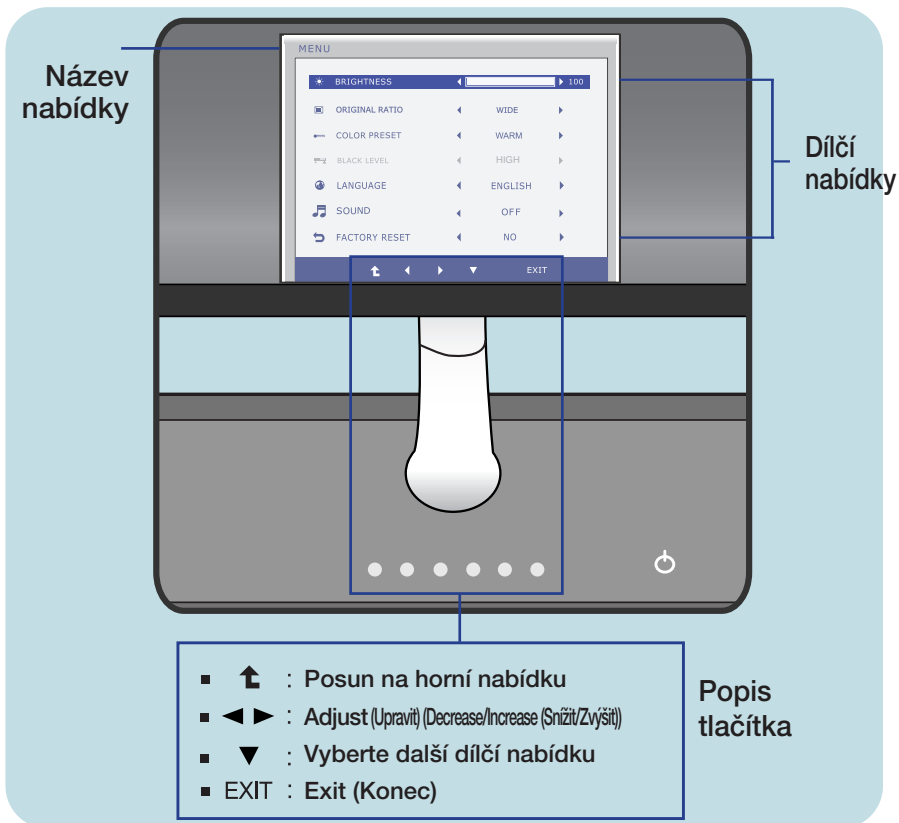 Název
nabídky
MENU
BRIGHTNESS 100
ORIGINAL RATIO WIDE
COLOR PRESET WARM
BLACK LEVEL HIGH
LANGUAGE ENGLISH
SOUND OFF
FACTORY RESET NO
EXIT
Dílčí
nabídky
: Posun na horní nabídku
: Adjust (Upravit) (Decrease/Increase (Snížit/Zvýšit))
: Vyberte další dílčí nabídku
EXIT : Exit (Konec)
Popis
tlačítka